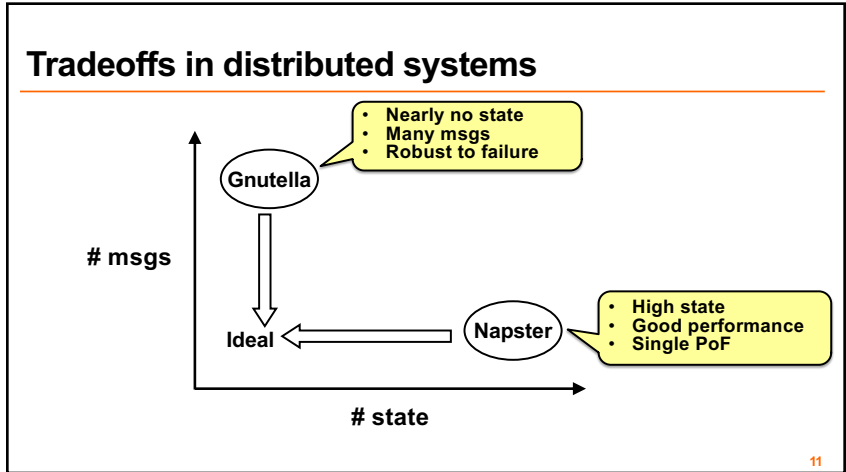 Tradeoffs in distributed systems
• Nearly no state
• Many msgs
• Robust to failure
Gnutella
# msgs
Ideal
Napster
• High state
• Good performance
• Single PoF
# state
11